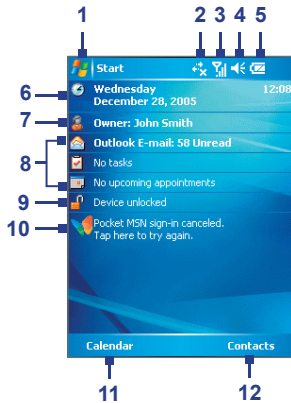 1 2 3 4 5
Start
6 Wednesday 12:08
December 28, 2005
7 Owner: John Smith
Outlook E-mail: 58 Unread
8 No tasks
No upcoming appointments
9 Device unlocked
10 Pocket MSN sign-in canceled.
Tap here to try again.
Calendar Contacts
11 12